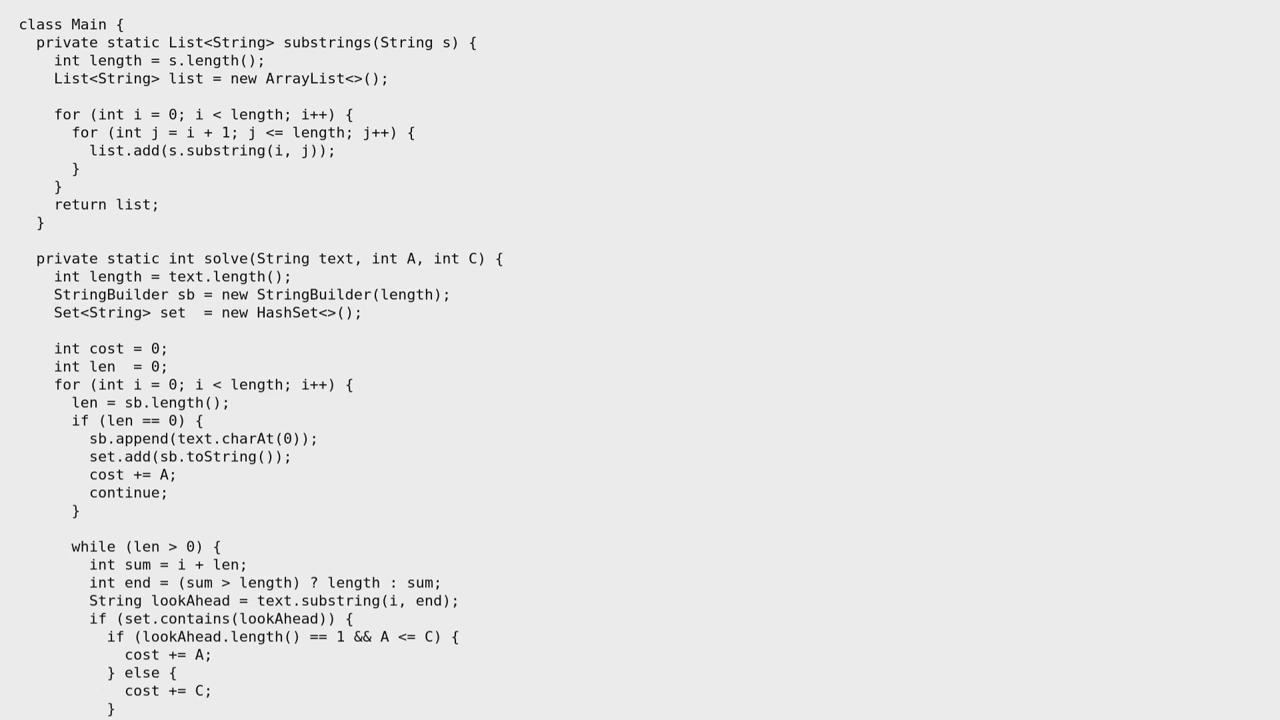 class Main {
  private static List<String> substrings(String s) {
    int length = s.length();
    List<String> list = new ArrayList<>();

    for (int i = 0; i < length; i++) {
      for (int j = i + 1; j <= length; j++) {
        list.add(s.substring(i, j));
      }
    }
    return list;
  }

  private static int solve(String text, int A, int C) {
    int length = text.length();
    StringBuilder sb = new StringBuilder(length);
    Set<String> set  = new HashSet<>();

    int cost = 0;
    int len  = 0;
    for (int i = 0; i < length; i++) {
      len = sb.length();
      if (len == 0) {
        sb.append(text.charAt(0));
        set.add(sb.toString());
        cost += A;
        continue;
      }

      while (len > 0) {
        int sum = i + len;
        int end = (sum > length) ? length : sum;
        String lookAhead = text.substring(i, end);
        if (set.contains(lookAhead)) {
          if (lookAhead.length() == 1 && A <= C) {
            cost += A;
          } else {
            cost += C;
          }